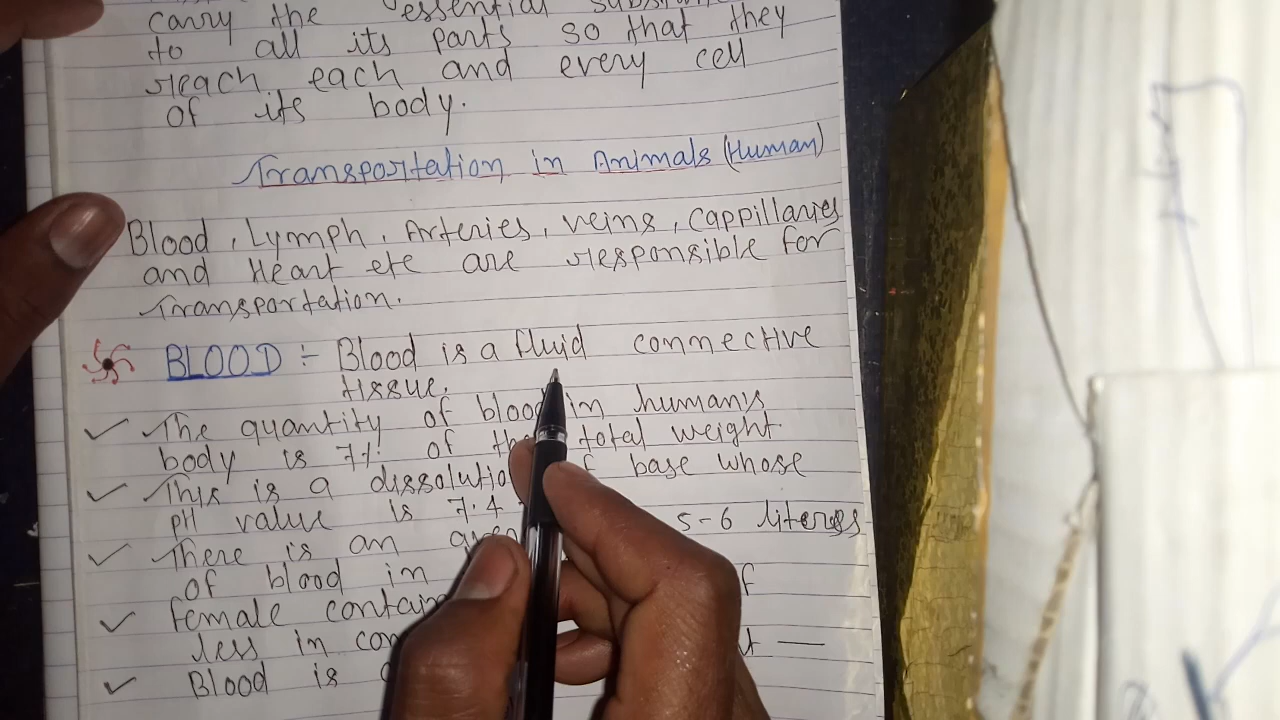 carry the essential
to all its parts so that they
reach each and every cell
of its body.
Transportation in Animals (Human)
Blood, Lymph, Arteries, veins, cappillaries
and Heart etc are responsible for
Transportation.
BLOOD :- Blood is a fluid connective
tissue.
The quantity of blood in human's
body is 7% of the total weight.
This is a dissolution of base whose
pH value is 7.4
There is an 5-6 literes
of blood in
Female contain
less in
Blood is